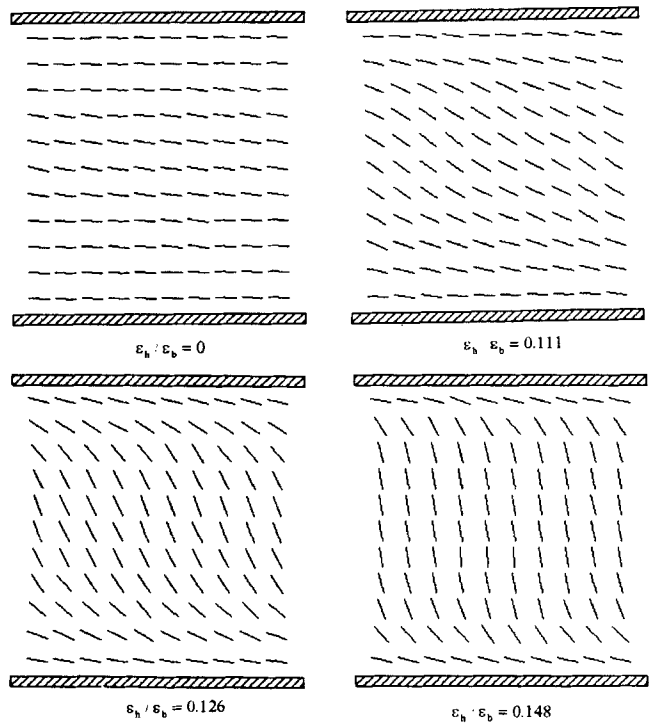 ε_h / ε_b = 0
ε_h ε_b = 0.111
ε_h / ε_b = 0.126
ε_h · ε_b = 0.148